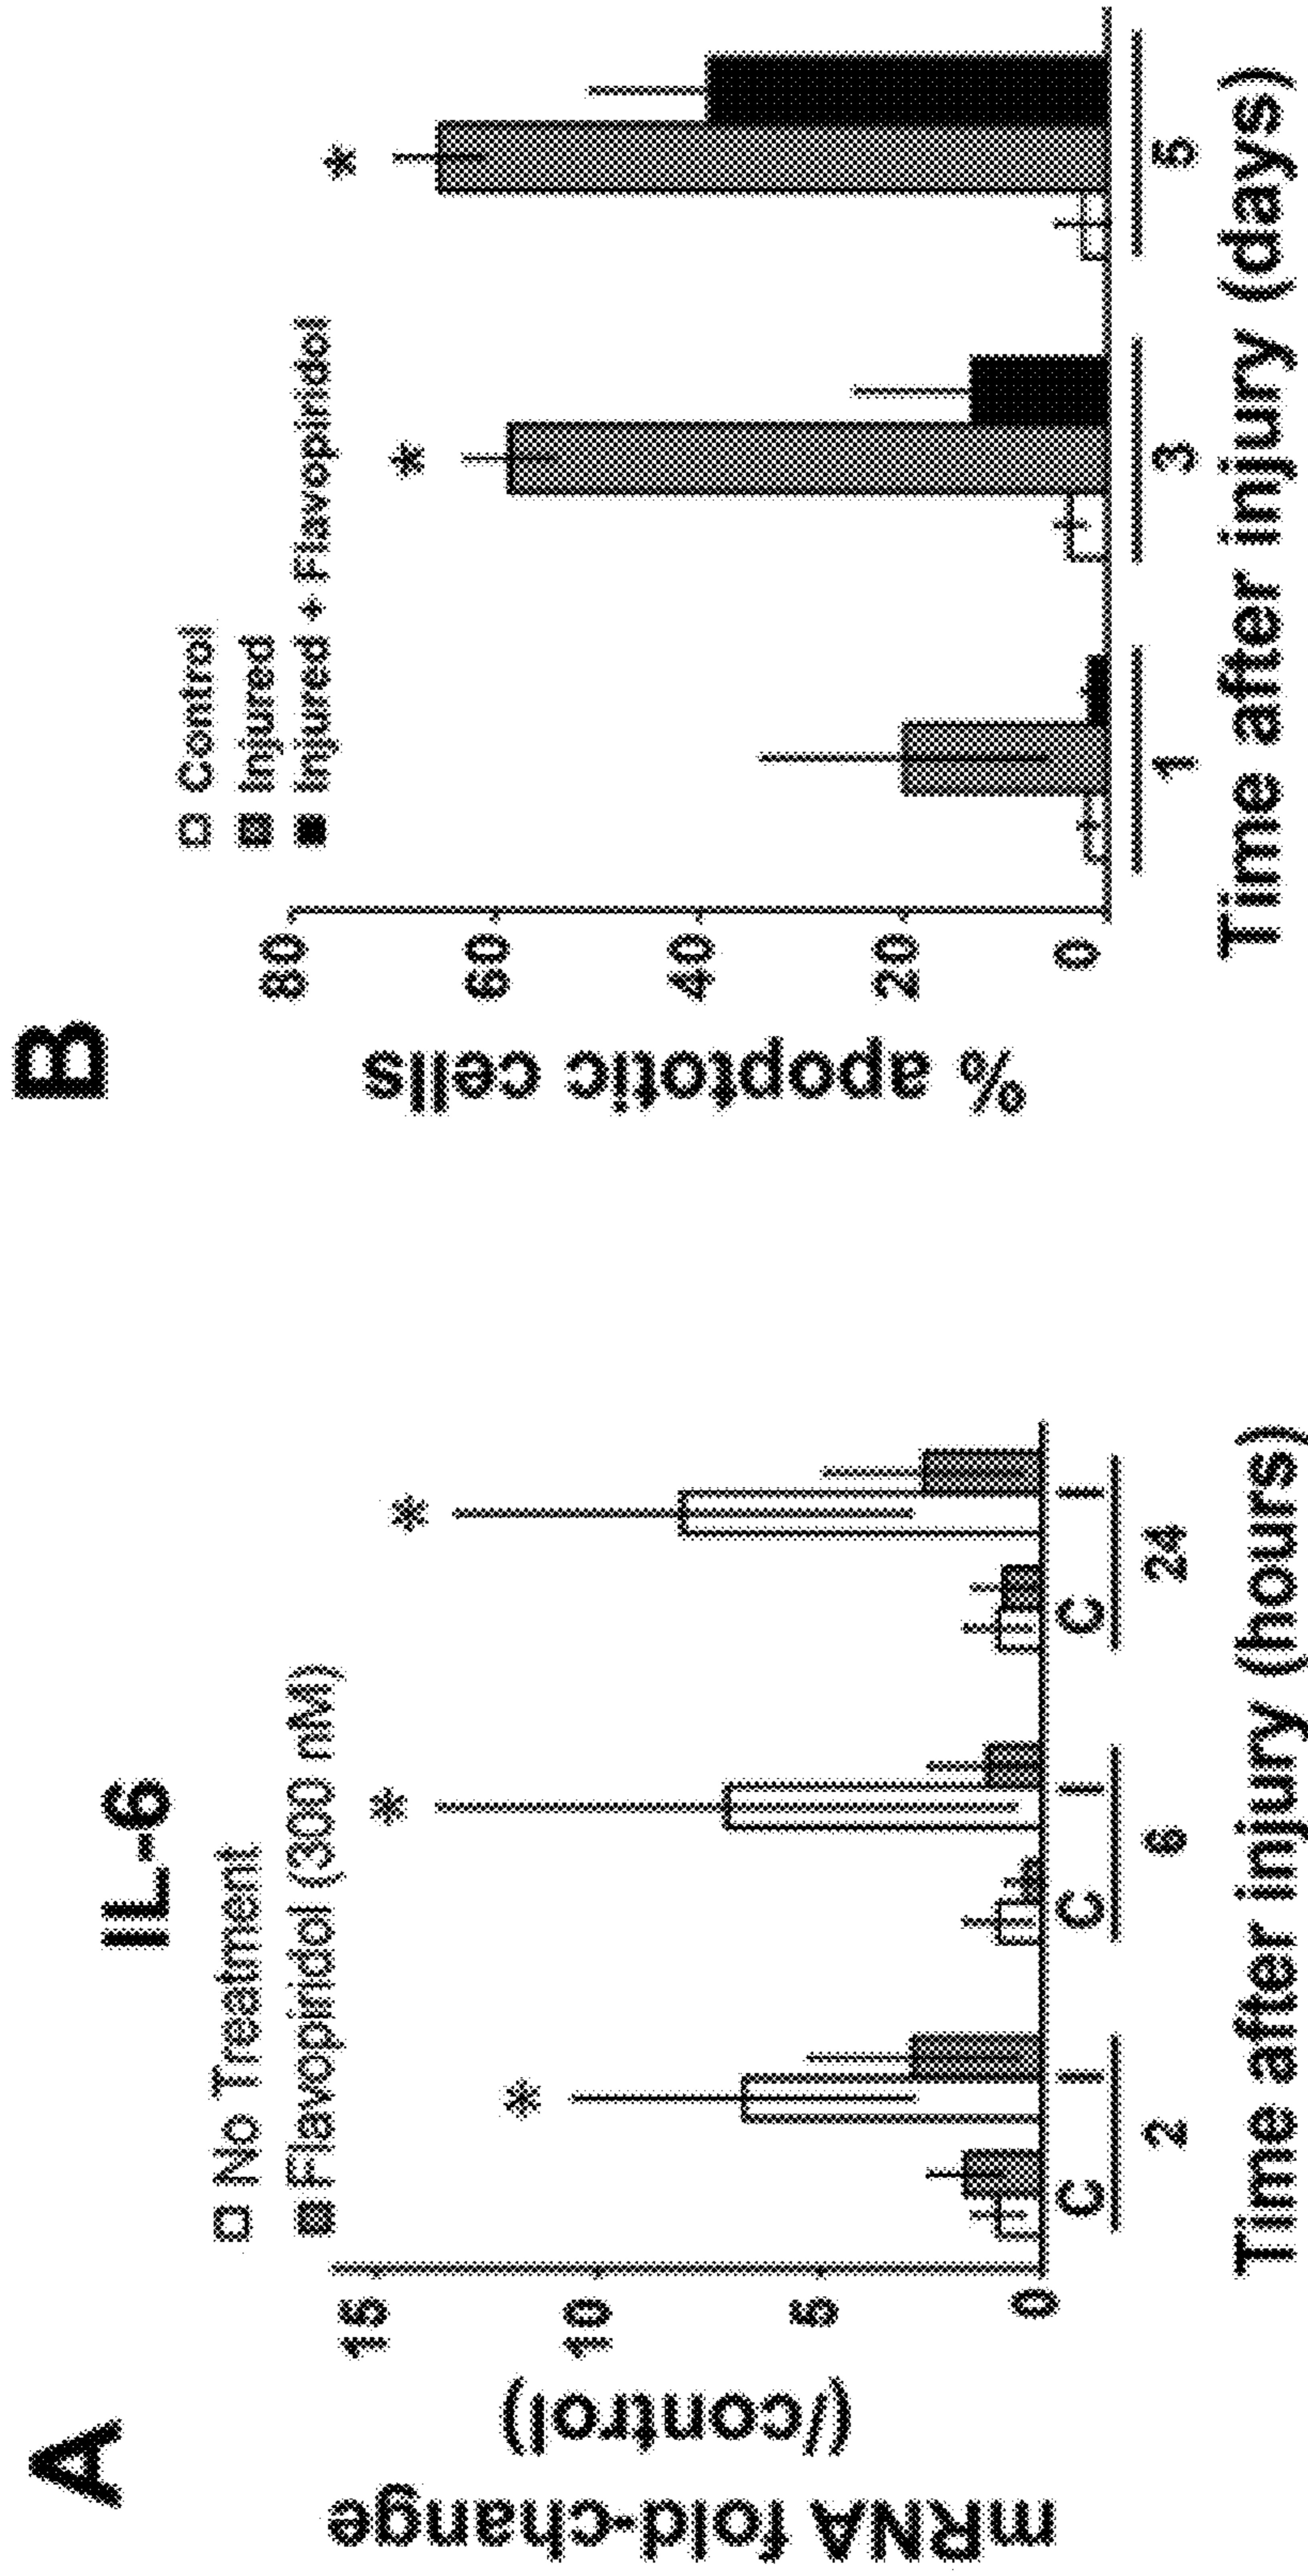 A
IL-6
No Treatment
Flavopiridol (300 nM)
mRNA fold-change
(/control)
15
10
5
0
C I C I C I
2 6 24
Time after injury (hours)
B
Control
Injured
Injured + Flavopiridol
% apoptotic cells
80
60
40
20
0
* * *
* *
1 3 5
Time after injury (days)